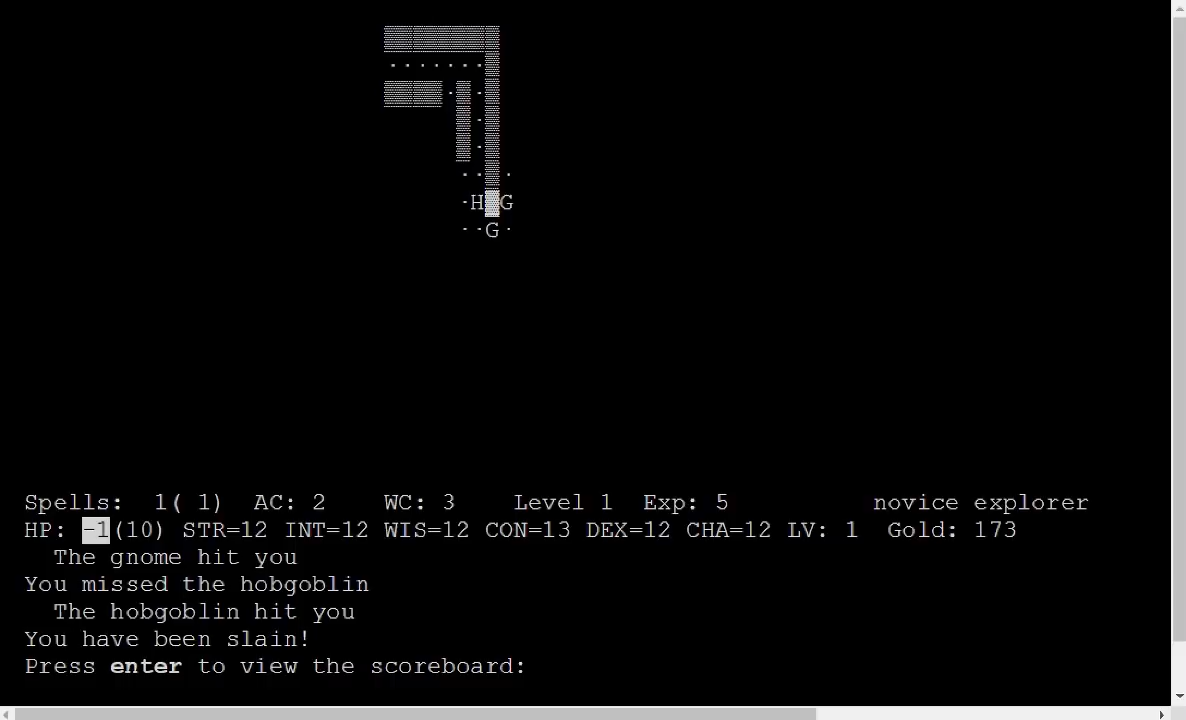 H G
G
Spells: 1( 1) AC: 2 WC: 3 Level 1 Exp: 5 novice explorer
HP: -1(10) STR=12 INT=12 WIS=12 CON=13 DEX=12 CHA=12 LV: 1 Gold: 173
The gnome hit you
You missed the hobgoblin
The hobgoblin hit you
You have been slain!
Press enter to view the scoreboard: